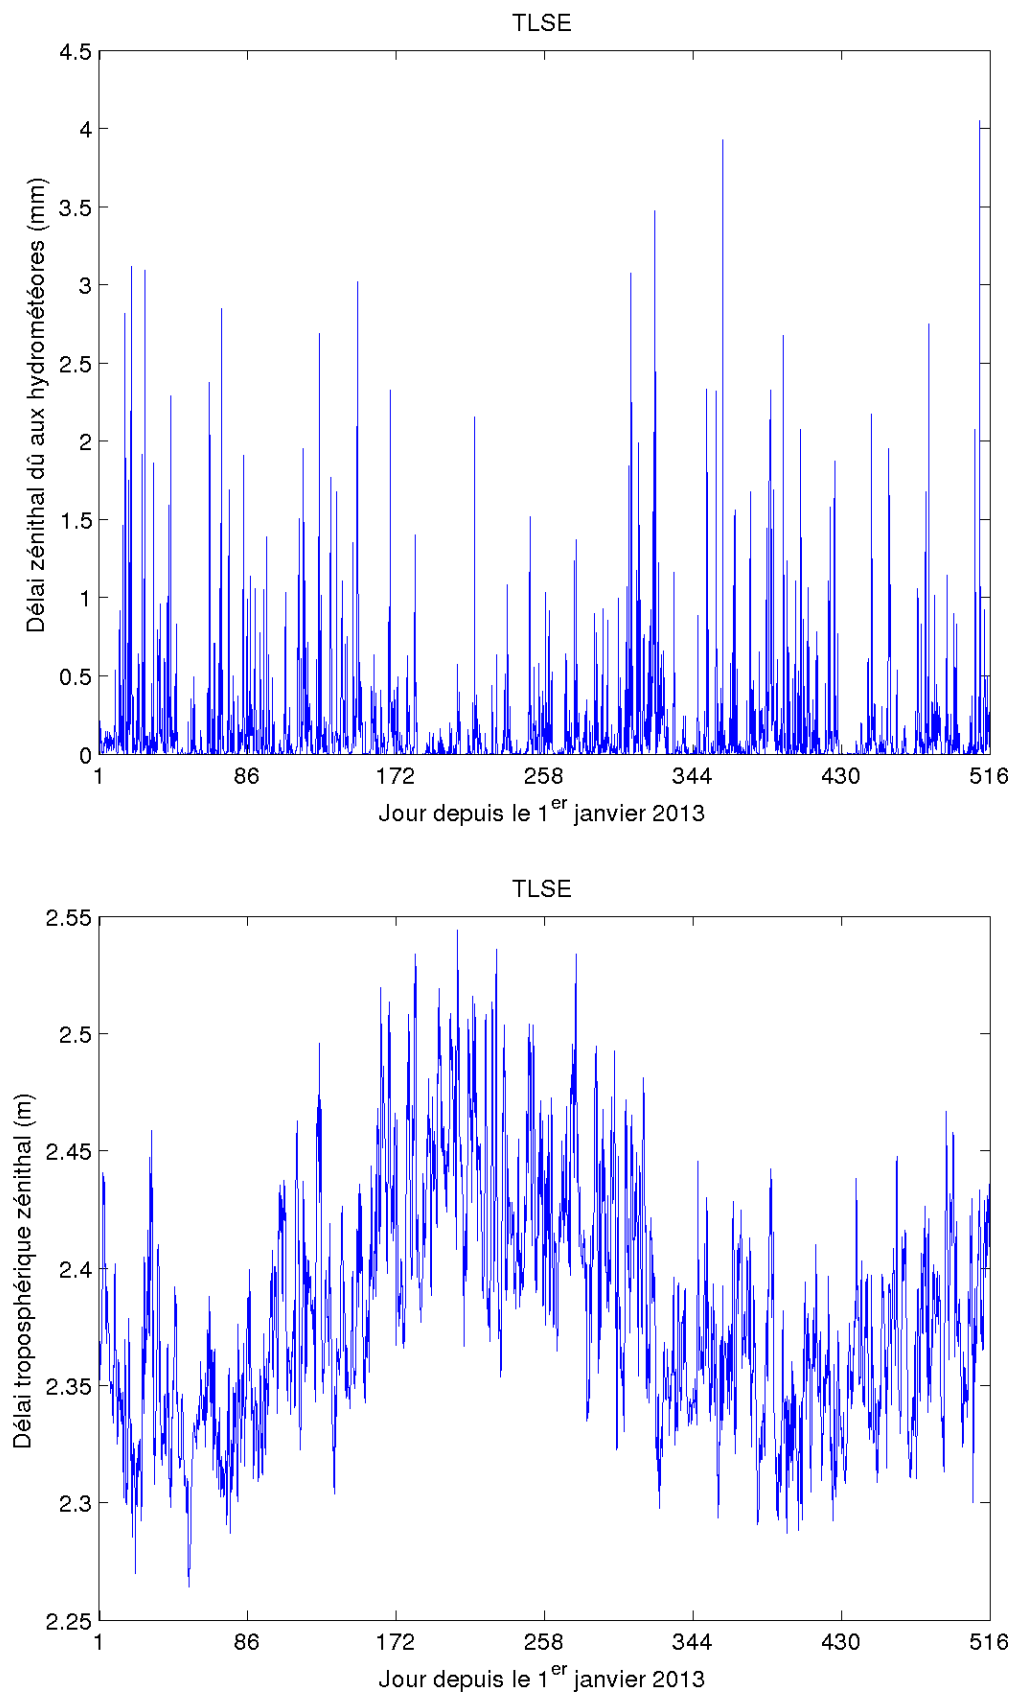 TLSE
4.5
4
3.5
3
2.5
2
1.5
1
0.5
0
Délai zénithal dû aux hydrométéores (mm)
1 86 172 258 344 430 516
Jour depuis le 1er janvier 2013
TLSE
2.55
2.5
2.45
2.4
2.35
2.3
2.25
Délai troposphérique zénithal (m)
1 86 172 258 344 430 516
Jour depuis le 1er janvier 2013